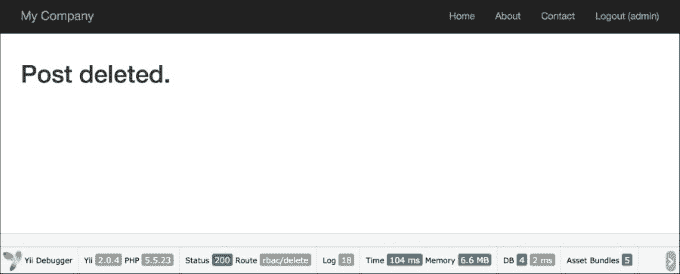 My Company Home About Contact Logout (admin)
Post deleted.
Yii Debugger Yii 2.0.4 PHP 5.5.23 Status 200 Route rbac/delete Log 18 Time 104 ms Memory 6.6 MB DB 4 2 ms Asset Bundles 5